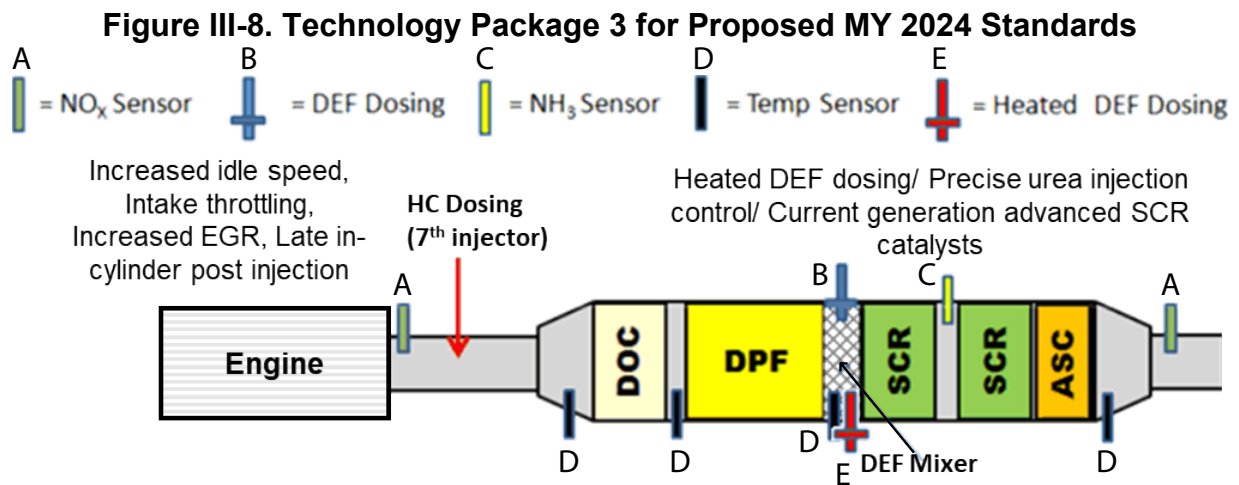 Figure III-8. Technology Package 3 for Proposed MY 2024 Standards
A B C D E
= NOx Sensor = DEF Dosing = NH3 Sensor = Temp Sensor = Heated DEF Dosing
Increased idle speed,
Intake throttling,
Increased EGR, Late in-
cylinder post injection
HC Dosing
(7th injector)
Heated DEF dosing/ Precise urea injection
control/ Current generation advanced SCR
catalysts
A
B
C
A
Engine
DOC
DPF
SCR
SCR
ASC
D
D
D
E
DEF Mixer
D